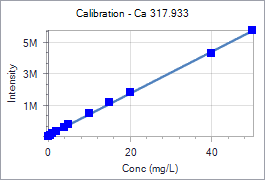 Calibration - Ca 317.933
Intensity
5M
3M
1M
0
20
40
Conc (mg/L)